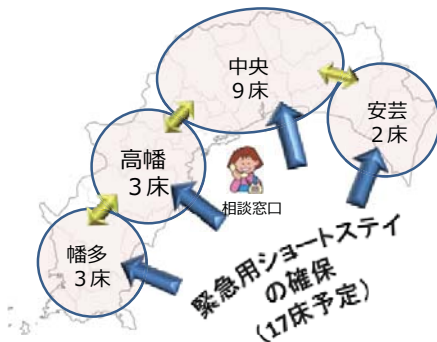 中央
9床
安芸
2床
高幡
3床
相談窓口
幡多
3床
緊急用ショートステイ
の確保
（17床予定）